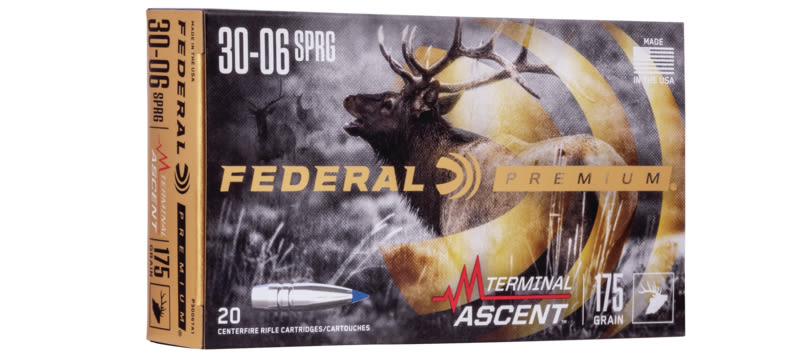 30-06 SPRG
MADE
IN THE USA
FEDERAL PREMIUM
TERMINAL
ASCENT
175
GRAIN
20
CENTERFIRE RIFLE CARTRIDGES/CARTOUCHES
MADE IN THE USA
30-06 SPRG
FEDERAL PREMIUM
TERMINAL
ASCENT
175
GRAIN
P3006TA1